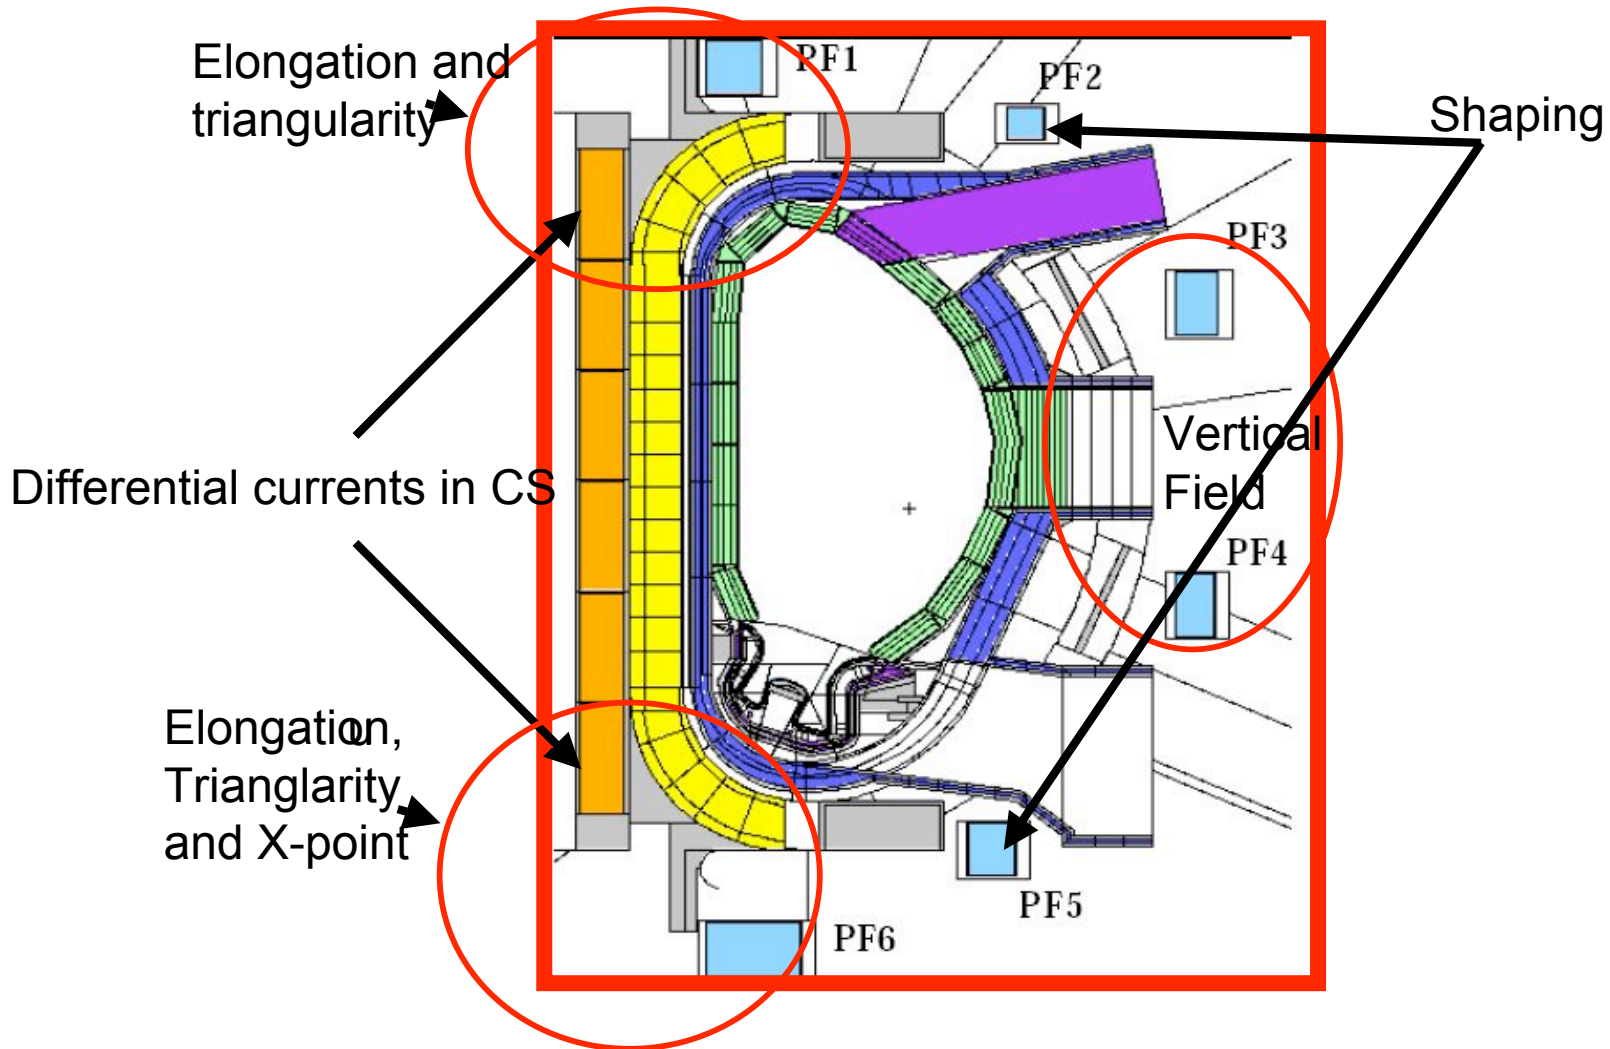 Elongation and
triangularity
PF1
PF2
Shaping
PF3
Vertical
Field
Differential currents in CS
PF4
Elongation,
Trianglarity
u
and X-point
PF5
PF6